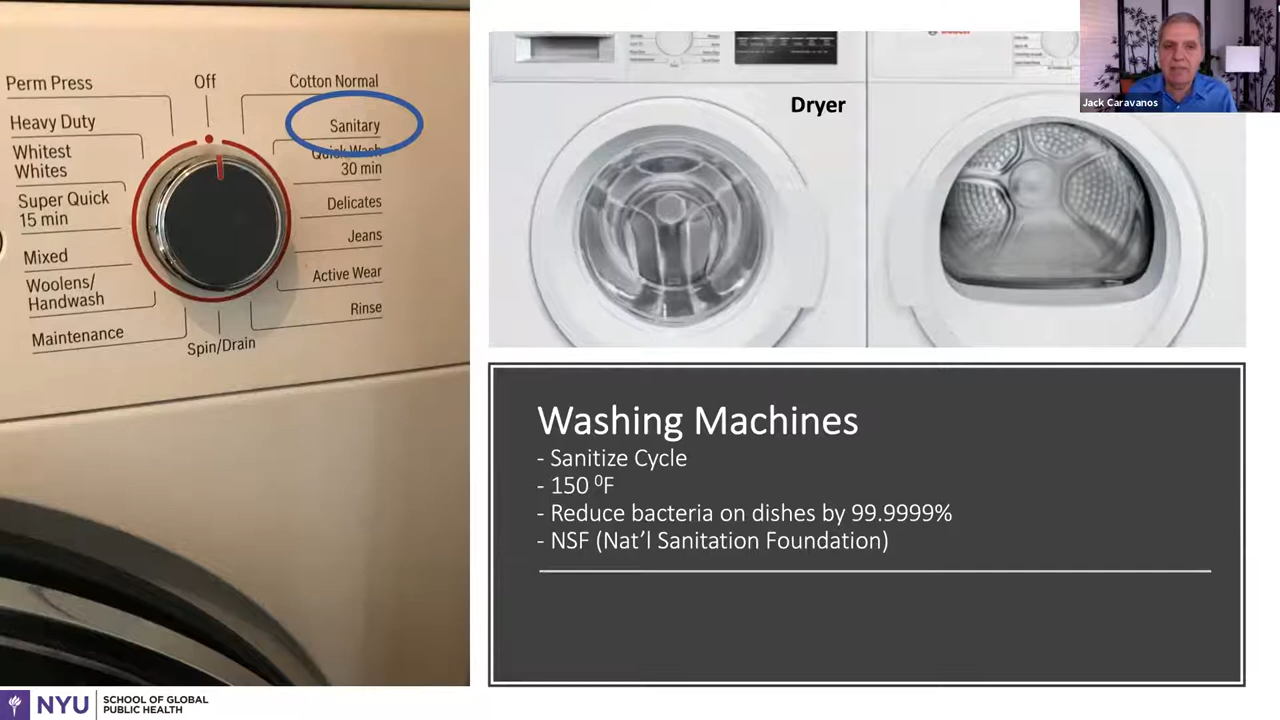 Perm Press
Heavy Duty
Whitest
Whites
Super Quick
15 min
Mixed
Woolens/
Handwash
Maintenance
Off
Spin/Drain
Cotton Normal
Sanitary
Quick Wash
30 min
Delicates
Jeans
Active Wear
Rinse
Dryer
Jack Caravanos
Washing Machines
- Sanitize Cycle
- 150 ⁰F
- Reduce bacteria on dishes by 99.9999%
- NSF (Nat’l Sanitation Foundation)
NYU
SCHOOL OF GLOBAL
PUBLIC HEALTH